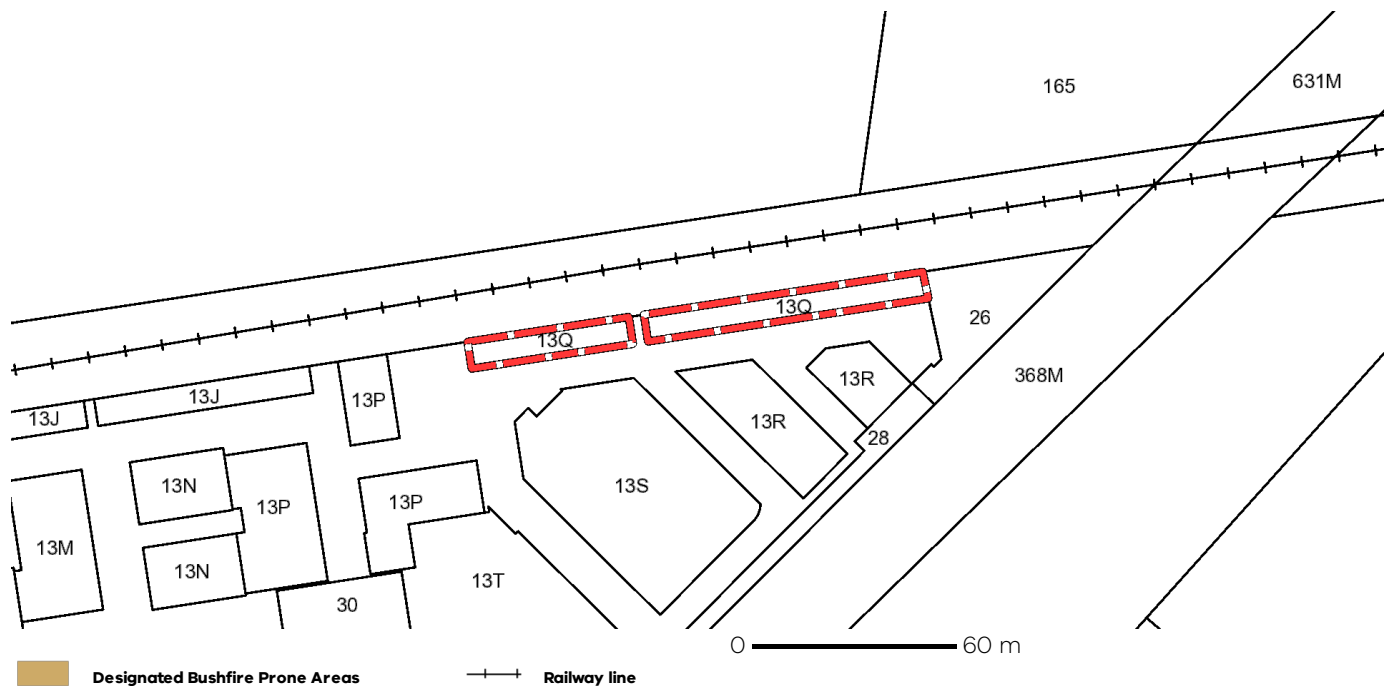 165
631M
13Q
13Q
26
368M
13J
13J
13P
13R
13R
28
13N
13P
13P
13S
13M
13N
13T
30
0 60 m
Designated Bushfire Prone Areas Railway line